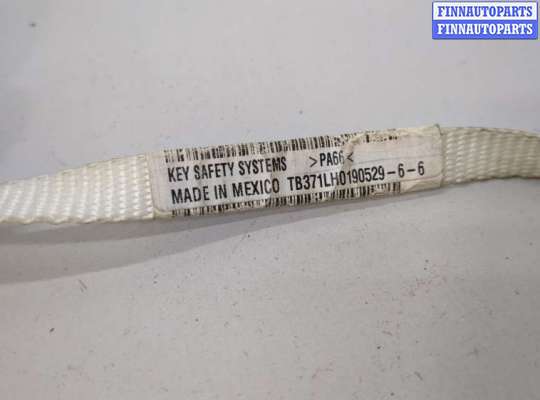 FINNAUTOPARTS
FINNAUTOPARTS
KEY SAFETY SYSTEMS >PA66<
MADE IN MEXICO TB371LH0190529-6-6